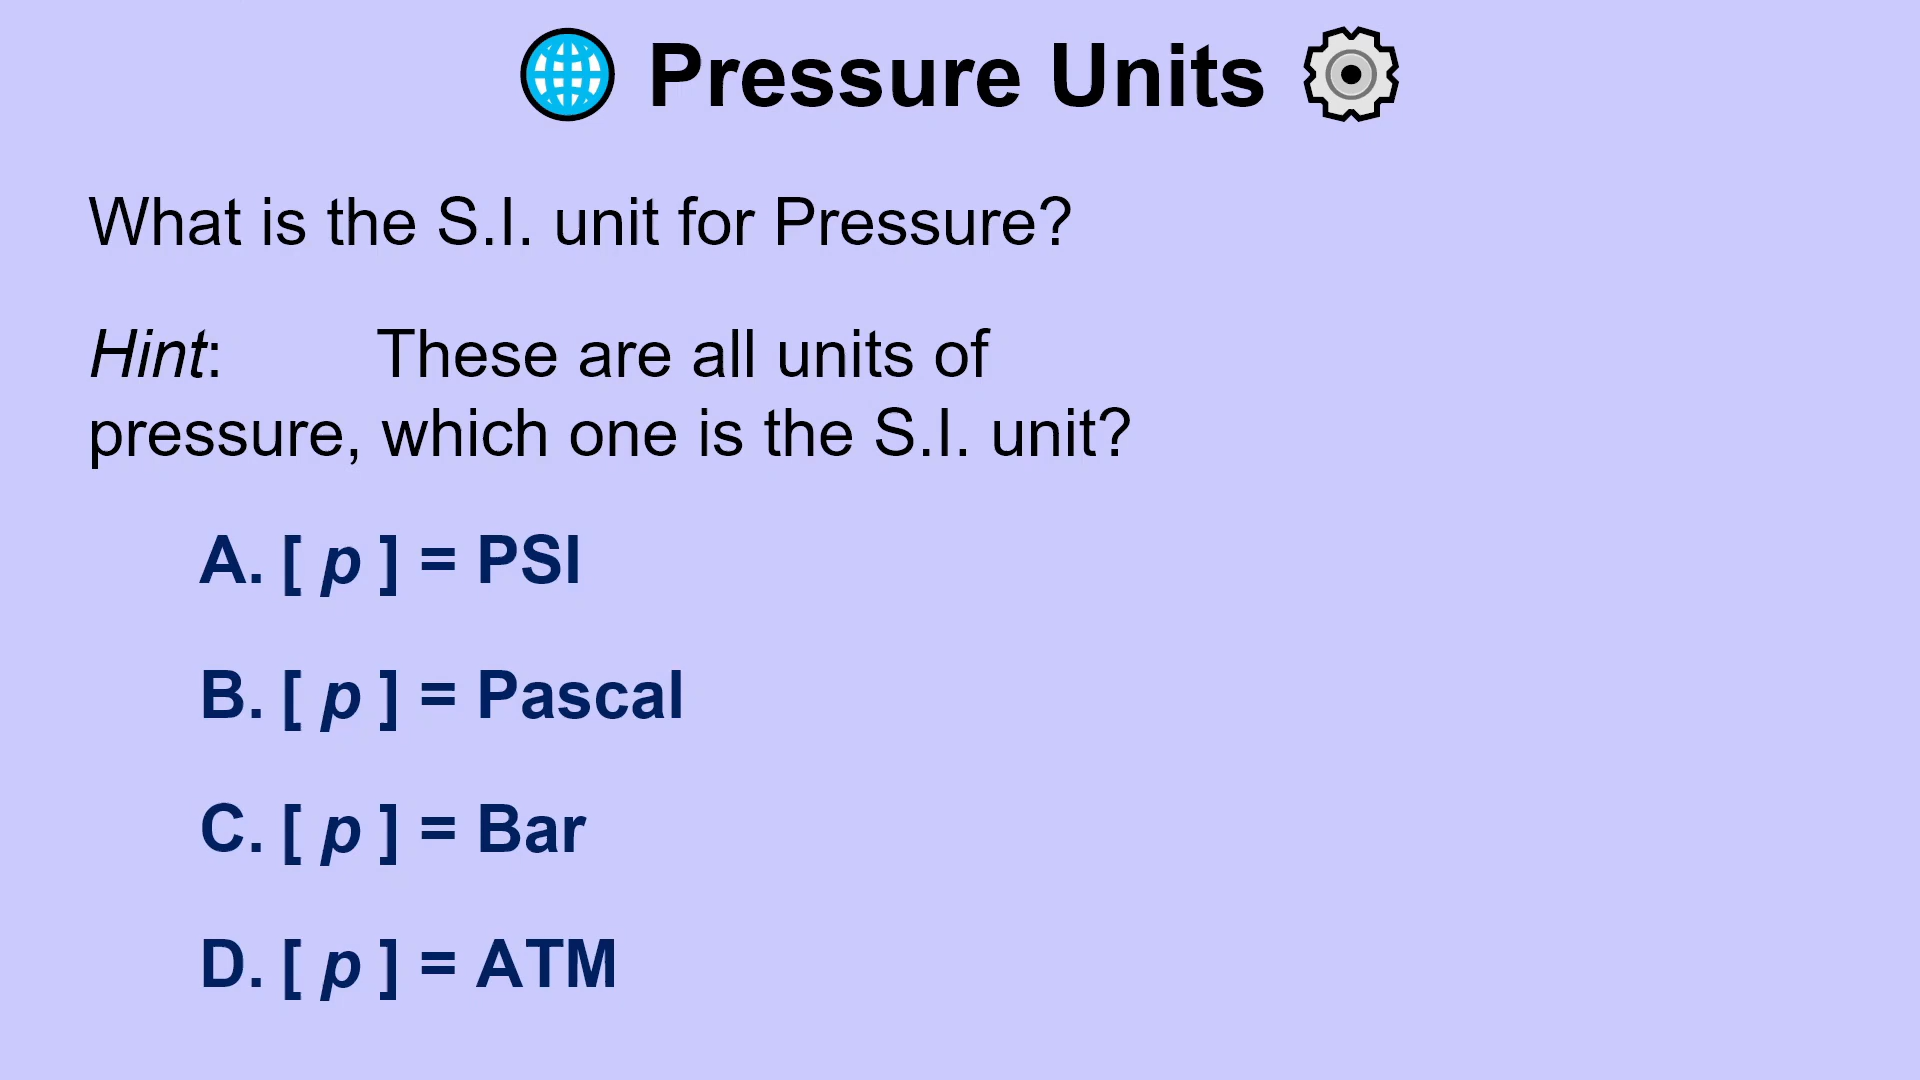 Pressure Units
What is the S.I. unit for Pressure?
Hint: These are all units of
pressure, which one is the S.I. unit?
A. [ p ] = PSI
B. [ p ] = Pascal
C. [ p ] = Bar
D. [ p ] = ATM